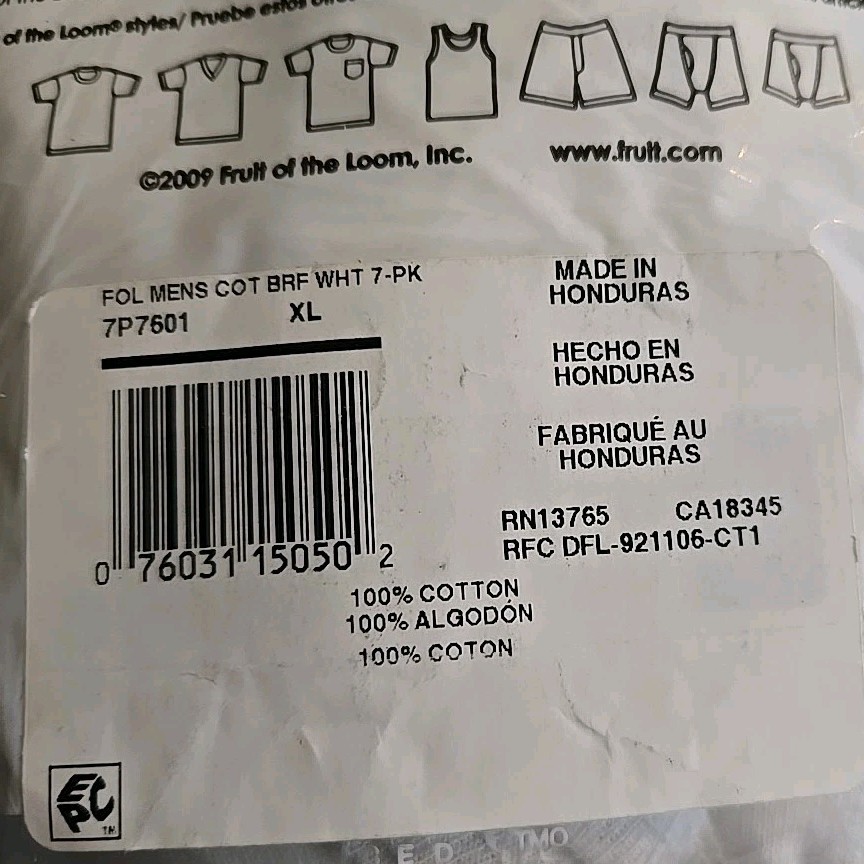 of the Loom® styles/ Pruebe estos
©2009 Fruit of the Loom, Inc.
www.fruit.com
FOL MENS COT BRF WHT 7-PK
7P7601 XL
0 76031 15050 2
MADE IN
HONDURAS
HECHO EN
HONDURAS
FABRIQUÉ AU
HONDURAS
RN13765 CA18345
RFC DFL-921106-CT1
100% COTTON
100% ALGODÓN
100% COTON
EPC TM